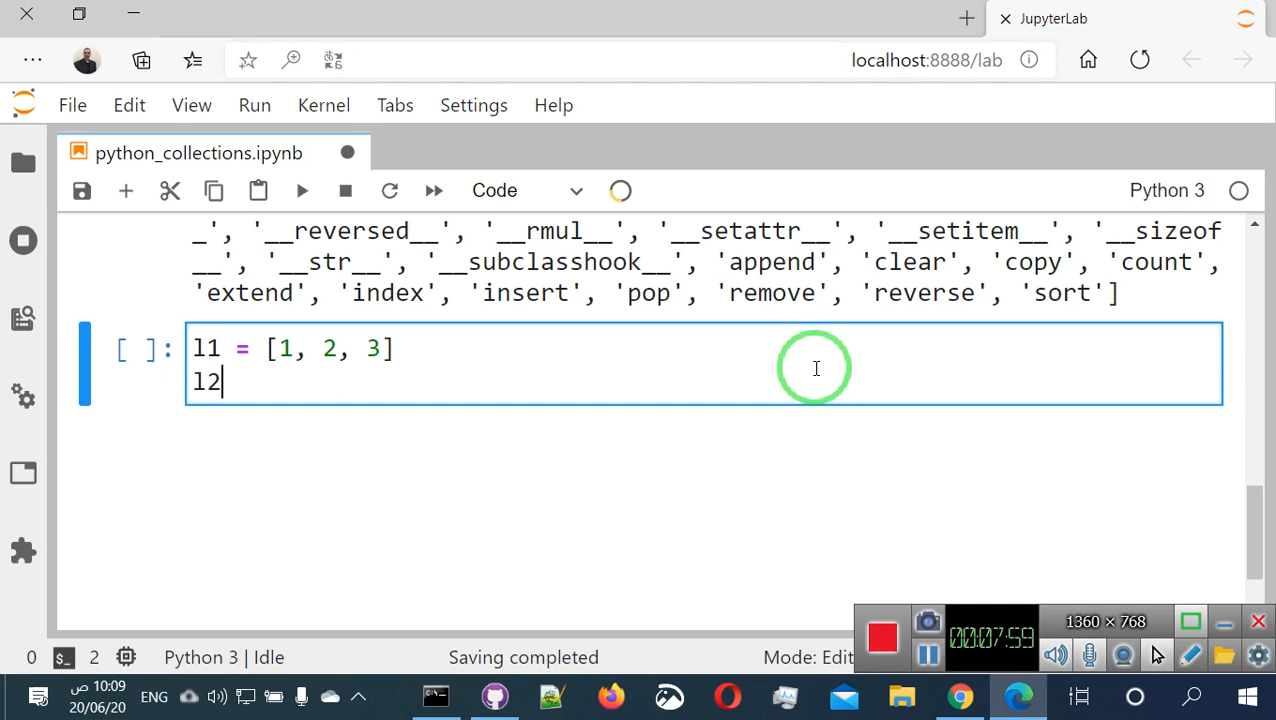 JupyterLab
localhost:8888/lab
File Edit View Run Kernel Tabs Settings Help
python_collections.ipynb
Code
Python 3
_', '__reversed__', '__rmul__', '__setattr__', '__setitem__', '__sizeof
__', '__str__', '__subclasshook__', 'append', 'clear', 'copy', 'count',
'extend', 'index', 'insert', 'pop', 'remove', 'reverse', 'sort']
[ ]: l1 = [1, 2, 3]
l2
1360 × 768
00:07:59
0 $_ 2 Python 3 | Idle Saving completed Mode: Edi
10:09 ص ENG
20/06/20